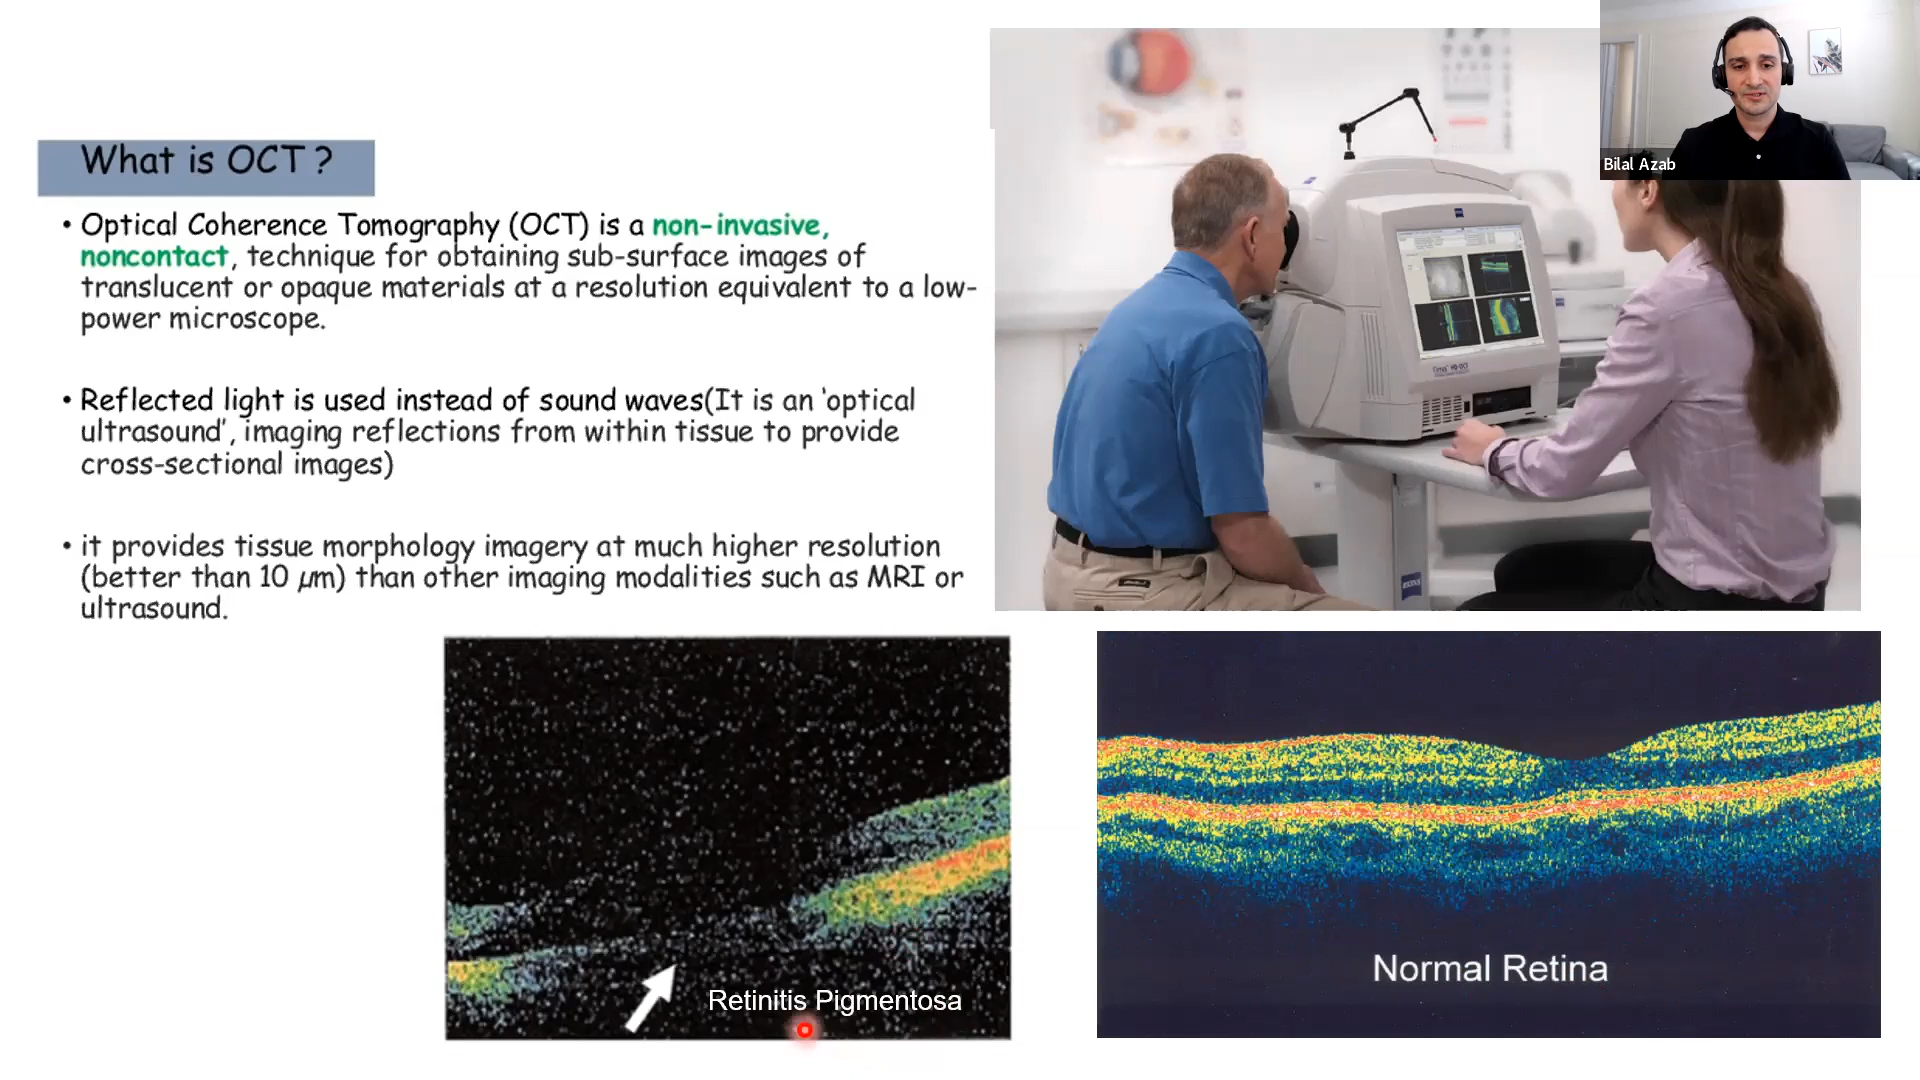 Bilal Azab
What is OCT ?
• Optical Coherence Tomography (OCT) is a non-invasive,
noncontact, technique for obtaining sub-surface images of
translucent or opaque materials at a resolution equivalent to a low-
power microscope.
• Reflected light is used instead of sound waves(It is an ‘optical
ultrasound’, imaging reflections from within tissue to provide
cross-sectional images)
• it provides tissue morphology imagery at much higher resolution
(better than 10 µm) than other imaging modalities such as MRI or
ultrasound.
Retinitis Pigmentosa
Normal Retina